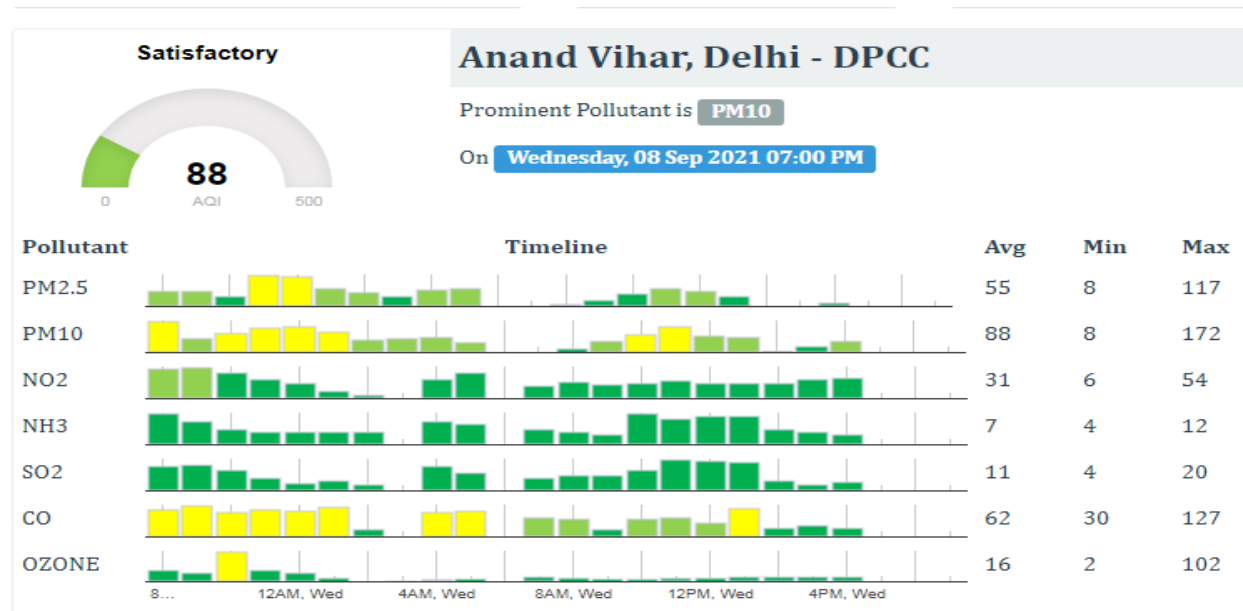 Satisfactory
88
AQI
0
500
Anand Vihar, Delhi - DPCC
Prominent Pollutant is PM10
On Wednesday, 08 Sep 2021 07:00 PM
Pollutant Timeline Avg Min Max
PM2.5 55 8 117
PM10 88 8 172
NO2 31 6 54
NH3 7 4 12
SO2 11 4 20
CO 62 30 127
OZONE 16 2 102
8... 12AM, Wed 4AM, Wed 8AM, Wed 12PM, Wed 4PM, Wed